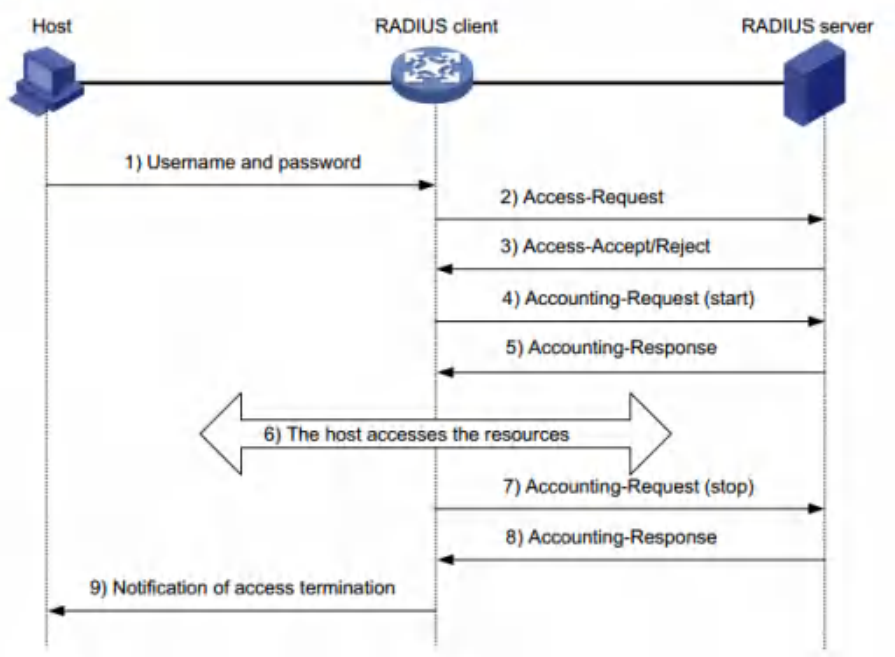 Host
RADIUS client
RADIUS server
1) Username and password
2) Access-Request
3) Access-Accept/Reject
4) Accounting-Request (start)
5) Accounting-Response
6) The host accesses the resources
7) Accounting-Request (stop)
8) Accounting-Response
9) Notification of access termination